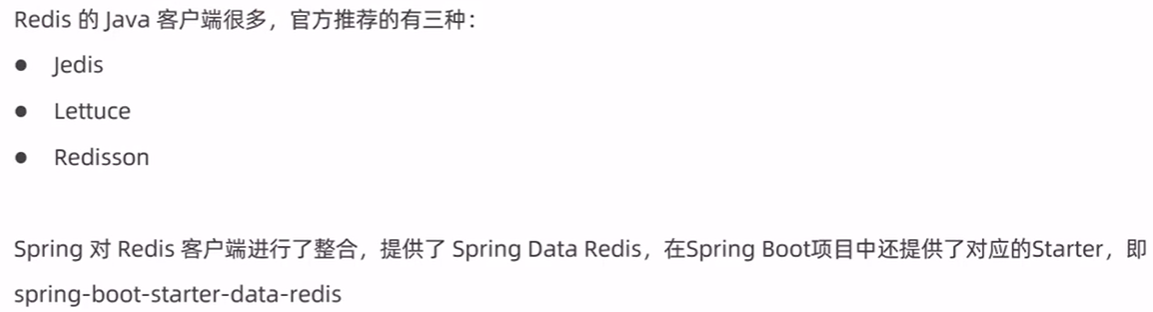 Redis 的 Java 客户端很多，官方推荐的有三种：
● Jedis
● Lettuce
● Redisson
Spring 对 Redis 客户端进行了整合，提供了 Spring Data Redis，在Spring Boot项目中还提供了对应的Starter，即
spring-boot-starter-data-redis